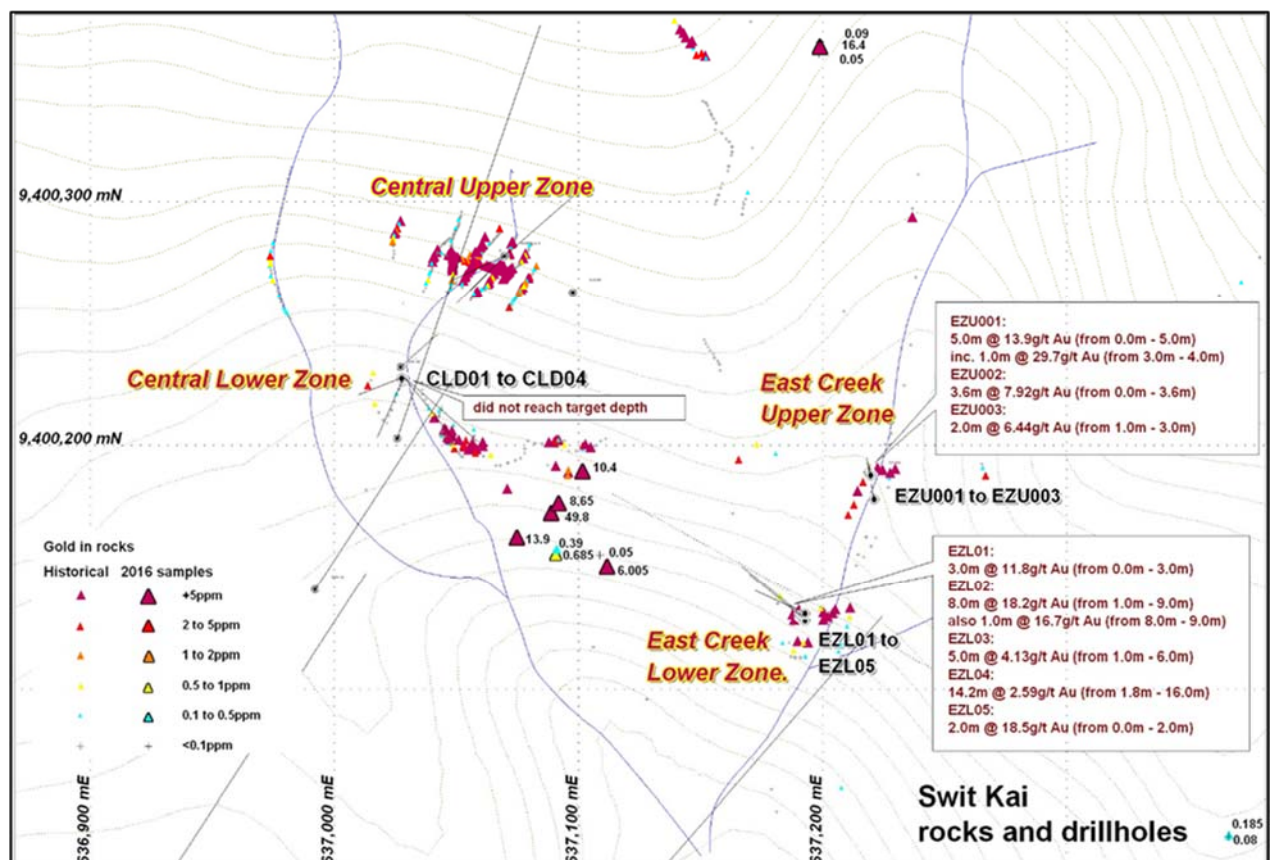 0.09
16.4
0.05
9,400,300 mN
Central Upper Zone
Central Lower Zone
CLD01 to CLD04
did not reach target depth
East Creek
Upper Zone
EZU001:
5.0m @ 13.9g/t Au (from 0.0m - 5.0m)
inc. 1.0m @ 29.7g/t Au (from 3.0m - 4.0m)
EZU002:
3.6m @ 7.92g/t Au (from 0.0m - 3.6m)
EZU003:
2.0m @ 6.44g/t Au (from 1.0m - 3.0m)
9,400,200 mN
10.4
EZU001 to EZU003
8.65
49.8
13.9
0.39
0.685
0.05
6.005
Gold in rocks
Historical 2016 samples
+5ppm
2 to 5ppm
1 to 2ppm
0.5 to 1ppm
0.1 to 0.5ppm
<0.1ppm
EZL01:
3.0m @ 11.8g/t Au (from 0.0m - 3.0m)
EZL02:
8.0m @ 18.2g/t Au (from 1.0m - 9.0m)
also 1.0m @ 16.7g/t Au (from 8.0m - 9.0m)
EZL03:
5.0m @ 4.13g/t Au (from 1.0m - 6.0m)
EZL04:
14.2m @ 2.59g/t Au (from 1.8m - 16.0m)
EZL05:
2.0m @ 18.5g/t Au (from 0.0m - 2.0m)
East Creek
Lower Zone.
EZL01 to
EZL05
636,900 mE
637,000 mE
637,100 mE
637,200 mE
Swit Kai
rocks and drillholes
0.185
0.08